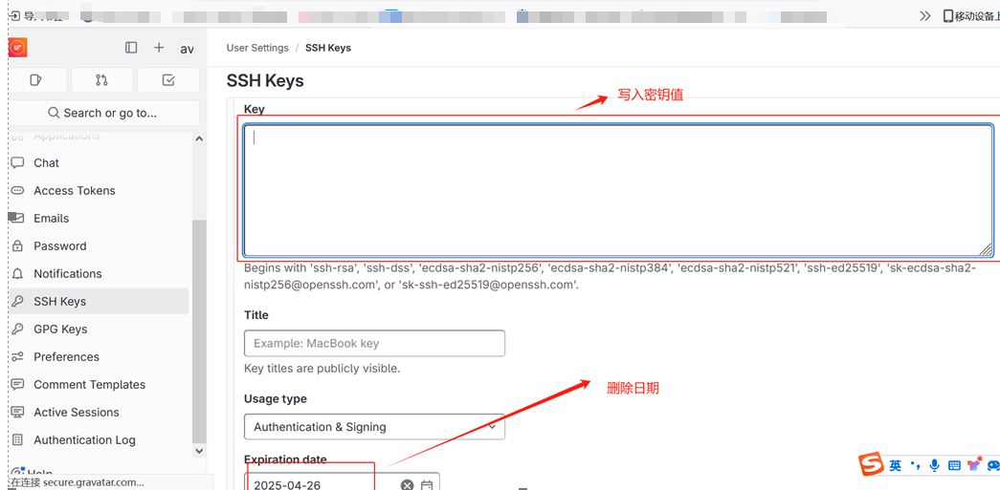 移动设备上
av
User Settings / SSH Keys
SSH Keys
Search or go to...
写入密钥值
Key
Applications
Chat
Access Tokens
Emails
Password
Notifications
SSH Keys
GPG Keys
Preferences
Comment Templates
Active Sessions
Authentication Log
Help
Begins with 'ssh-rsa', 'ssh-dss', 'ecdsa-sha2-nistp256', 'ecdsa-sha2-nistp384', 'ecdsa-sha2-nistp521', 'ssh-ed25519', 'sk-ecdsa-sha2-
nistp256@openssh.com', or 'sk-ssh-ed25519@openssh.com'.
Title
Example: MacBook key
Key titles are publicly visible.
删除日期
Usage type
Authentication & Signing
Expiration date
2025-04-26
英
在连接 secure.gravatar.com...